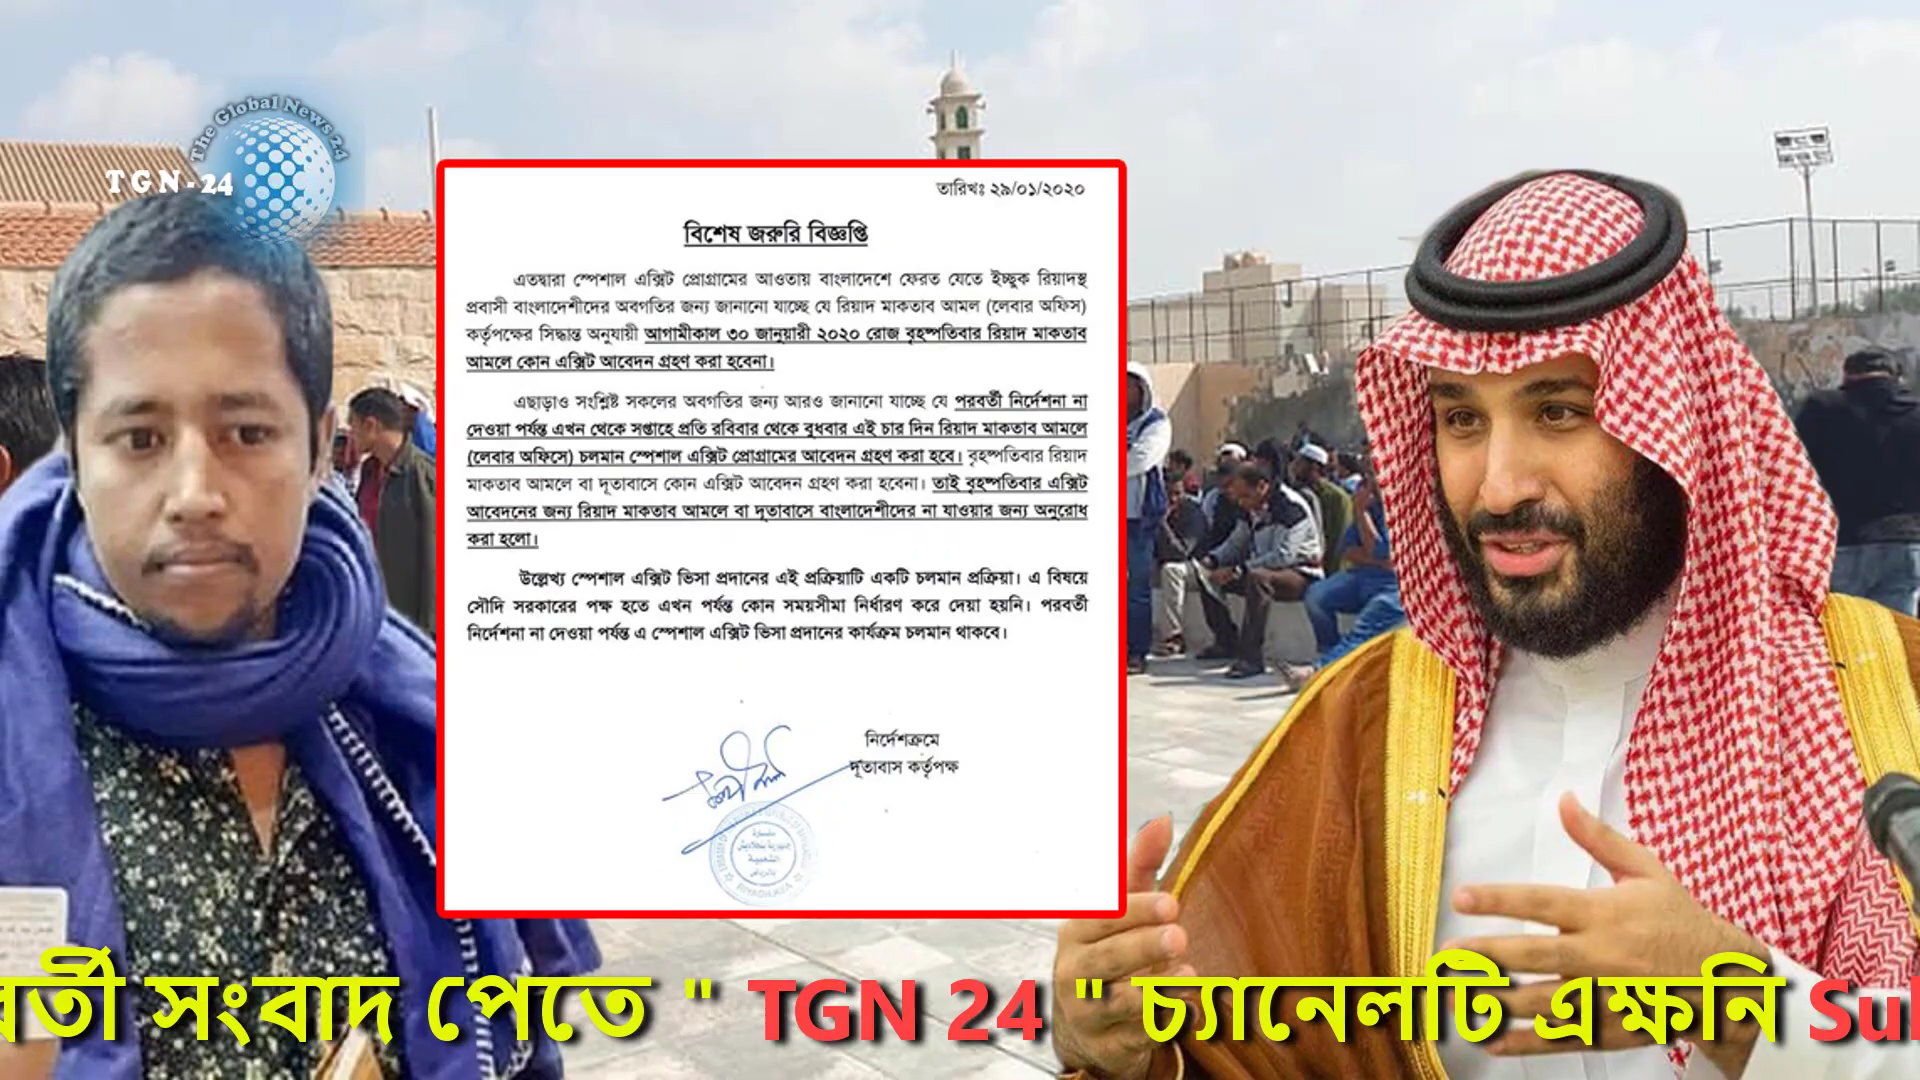 The Global News 24
TGN-24
তারিখঃ ২৯/০১/২০২০
বিশেষ জরুরি বিজ্ঞপ্তি
এতদ্বারা স্পেশাল এক্সিট প্রোগ্রামের আওতায় বাংলাদেশে ফেরত যেতে ইচ্ছুক রিয়াদস্থ
প্রবাসী বাংলাদেশীদের অবগতির জন্য জানানো যাচ্ছে যে রিয়াদ মাকতাব আমল (লেবার অফিস)
কর্তৃপক্ষের সিদ্ধান্ত অনুযায়ী আগামীকাল ৩০ জানুয়ারী ২০২০ রোজ বৃহষ্পতিবার রিয়াদ মাকতাব
আমলে কোন এক্সিট আবেদন গ্রহণ করা হবেনা।
এছাড়াও সংশ্লিষ্ট সকলের অবগতির জন্য আরও জানানো যাচ্ছে যে পরবর্তী নির্দেশনা না
দেওয়া পর্যন্ত এখন থেকে সপ্তাহে প্রতি রবিবার থেকে বুধবার এই চার দিন রিয়াদ মাকতাব আমলে
(লেবার অফিসে) চলমান স্পেশাল এক্সিট প্রোগ্রামের আবেদন গ্রহণ করা হবে। বৃহষ্পতিবার রিয়াদ
মাকতাব আমলে বা দূতাবাসে কোন এক্সিট আবেদন গ্রহণ করা হবেনা। তাই বৃহষ্পতিবার এক্সিট
আবেদনের জন্য রিয়াদ মাকতাব আমলে বা দূতাবাসে বাংলাদেশীদের না যাওয়ার জন্য অনুরোধ
করা হলো।
উল্লেখ্য স্পেশাল এক্সিট ভিসা প্রদানের এই প্রক্রিয়াটি একটি চলমান প্রক্রিয়া। এ বিষয়ে
সৌদি সরকারের পক্ষ হতে এখন পর্যন্ত কোন সময়সীমা নির্ধারণ করে দেয়া হয়নি। পরবর্তী
নির্দেশনা না দেওয়া পর্যন্ত এ স্পেশাল এক্সিট ভিসা প্রদানের কার্যক্রম চলমান থাকবে।
নির্দেশক্রমে
দূতাবাস কর্তৃপক্ষ
বর্তী সংবাদ পেতে " TGN 24 " চ্যানেলটি এক্ষনি Sul